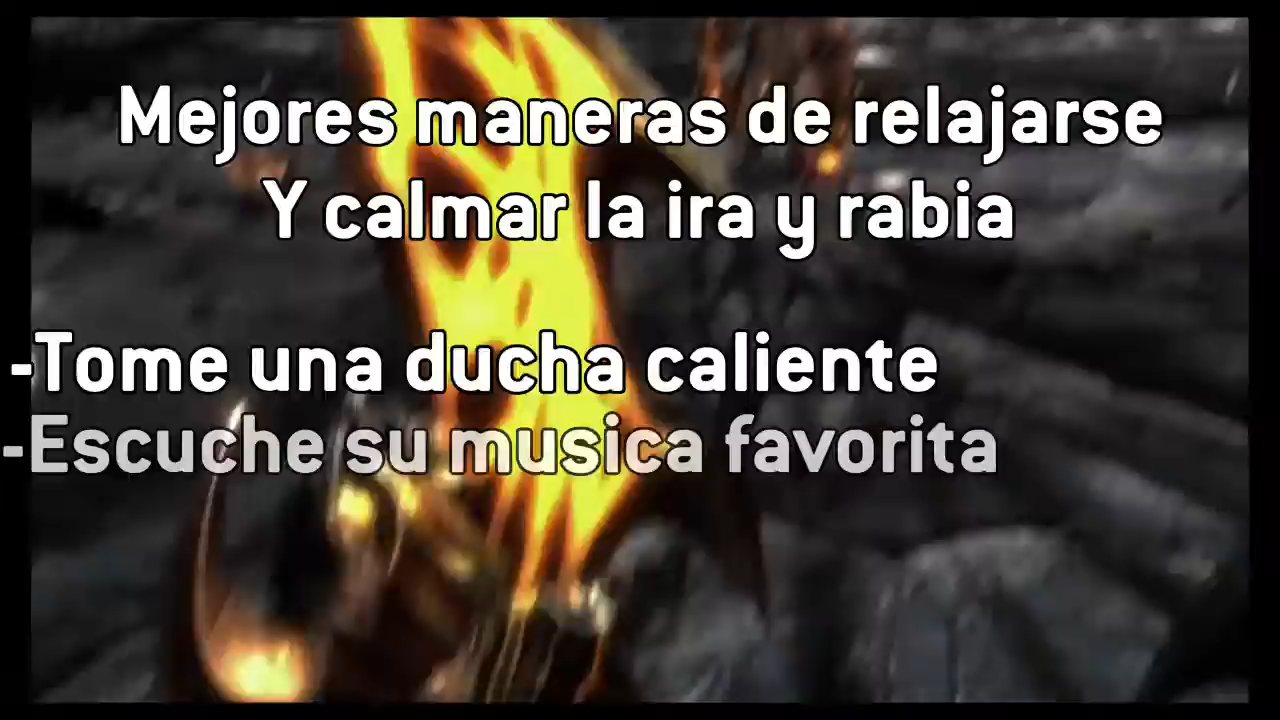 Mejores maneras de relajarse
Y calmar la ira y rabia
-Tome una ducha caliente
-Escuche su musica favorita